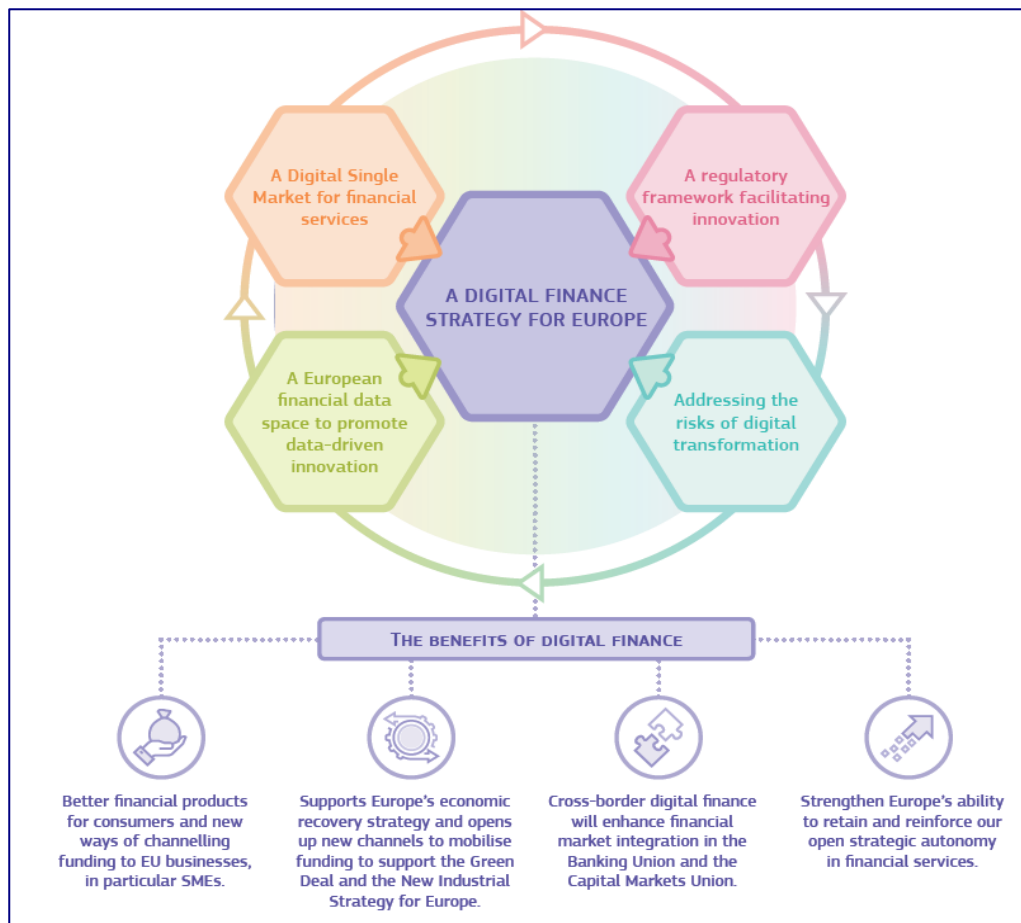 A Digital Single
Market for financial
services
A regulatory
framework facilitating
innovation
A DIGITAL FINANCE
STRATEGY FOR EUROPE
A European
financial data
space to promote
data-driven
innovation
Addressing the
risks of digital
transformation
THE BENEFITS OF DIGITAL FINANCE
Better financial products
for consumers and new
ways of channelling
funding to EU businesses,
in particular SMEs.
Supports Europe's economic
recovery strategy and opens
up new channels to mobilise
funding to support the Green
Deal and the New Industrial
Strategy for Europe.
Cross-border digital finance
will enhance financial
market integration in the
Banking Union and the
Capital Markets Union.
Strengthen Europe's ability
to retain and reinforce our
open strategic autonomy
in financial services.